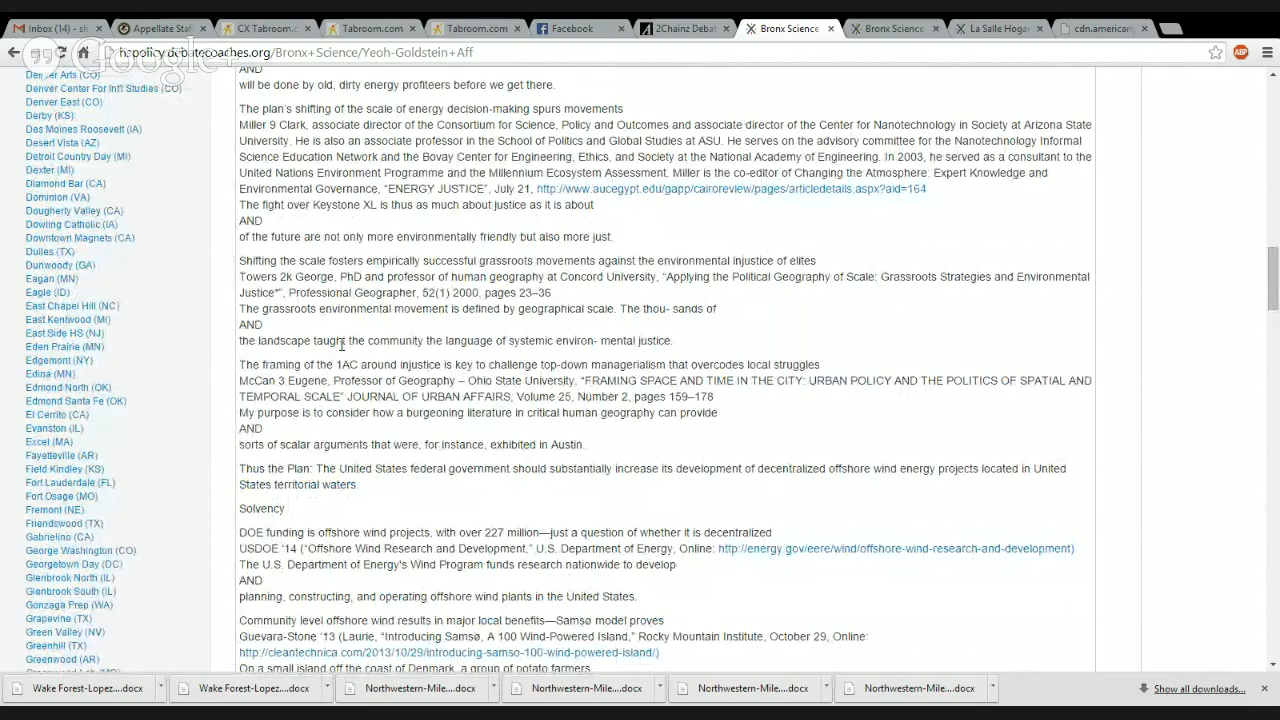 Inbox (14) - sh
Appellate Stat
CX Tabroom.c
Tabroom.com
Tabroom.com
Facebook
2Chainz Debat
Bronx Science
Bronx Science
La Salle Hogar
cdn.american
hspolicy.debatecoaches.org/Bronx+Science/Yeoh-Goldstein+Aff
Google+
ABP
Denver Arts (CO)
Denver Center For Int'l Studies (CO)
Denver East (CO)
Derby (KS)
Des Moines Roosevelt (IA)
Desert Vista (AZ)
Detroit Country Day (MI)
Dexter (MI)
Diamond Bar (CA)
Dominion (VA)
Dougherty Valley (CA)
Dowling Catholic (IA)
Downtown Magnets (CA)
Dulles (TX)
Dunwoody (GA)
Eagan (MN)
Eagle (ID)
East Chapel Hill (NC)
East Kentwood (MI)
East Side HS (NJ)
Eden Prairie (MN)
Edgemont (NY)
Edina (MN)
Edmond North (OK)
Edmond Santa Fe (OK)
El Cerrito (CA)
Evanston (IL)
Excel (MA)
Fayetteville (AR)
Field Kindley (KS)
Fort Lauderdale (FL)
Fort Osage (MO)
Fremont (NE)
Friendswood (TX)
Gabrielino (CA)
George Washington (CO)
Georgetown Day (DC)
Glenbrook North (IL)
Glenbrook South (IL)
Gonzaga Prep (WA)
Grapevine (TX)
Green Valley (NV)
Greenhill (TX)
Greenwood (AR)
AND
will be done by old, dirty energy profiteers before we get there.
The plan's shifting of the scale of energy decision-making spurs movements
Miller 9 Clark, associate director of the Consortium for Science, Policy and Outcomes and associate director of the Center for Nanotechnology in Society at Arizona State
University. He is also an associate professor in the School of Politics and Global Studies at ASU. He serves on the advisory committee for the Nanotechnology Informal
Science Education Network and the Bovay Center for Engineering, Ethics, and Society at the National Academy of Engineering. In 2003, he served as a consultant to the
United Nations Environment Programme and the Millennium Ecosystem Assessment. Miller is the coeditor of Changing the Atmosphere: Expert Knowledge and
Environmental Governance, "ENERGY JUSTICE", July 21, http://www.aucegypt.edu/gapp/cairoreview/pages/articledetails.aspx?aid=164
The fight over Keystone XL is thus as much about justice as it is about
AND
of the future are not only more environmentally friendly but also more just.
Shifting the scale fosters empirically successful grassroots movements against the environmental injustice of elites
Towers 2k George, PhD and professor of human geography at Concord University, "Applying the Political Geography of Scale: Grassroots Strategies and Environmental
Justice*", Professional Geographer, 52(1) 2000, pages 23–36
The grassroots environmental movement is defined by geographical scale. The thou- sands of
AND
the landscape taught the community the language of systemic environ- mental justice.
The framing of the 1AC around injustice is key to challenge top-down managerialism that overcodes local struggles
McCan 3 Eugene, Professor of Geography – Ohio State University, "FRAMING SPACE AND TIME IN THE CITY: URBAN POLICY AND THE POLITICS OF SPATIAL AND
TEMPORAL SCALE" JOURNAL OF URBAN AFFAIRS, Volume 25, Number 2, pages 159–178
My purpose is to consider how a burgeoning literature in critical human geography can provide
AND
sorts of scalar arguments that were, for instance, exhibited in Austin.
Thus the Plan: The United States federal government should substantially increase its development of decentralized offshore wind energy projects located in United
States territorial waters.
Solvency
DOE funding is offshore wind projects, with over 227 million—just a question of whether it is decentralized
USDOE '14 ("Offshore Wind Research and Development," U.S. Department of Energy, Online: http://energy.gov/eere/wind/offshore-wind-research-and-development)
The U.S. Department of Energy's Wind Program funds research nationwide to develop
AND
planning, constructing, and operating offshore wind plants in the United States.
Community level offshore wind results in major local benefits—Samsø model proves
Guevara-Stone '13 (Laurie, "Introducing Samsø, A 100 Wind-Powered Island," Rocky Mountain Institute, October 29, Online:
http://cleantechnica.com/2013/10/29/introducing-samso-100-wind-powered-island/)
On a small island off the coast of Denmark, a group of potato farmers
Wake Forest-Lopez....docx
Wake Forest-Lopez....docx
Northwestern-Mile....docx
Northwestern-Mile....docx
Northwestern-Mile....docx
Northwestern-Mile....docx
Show all downloads...